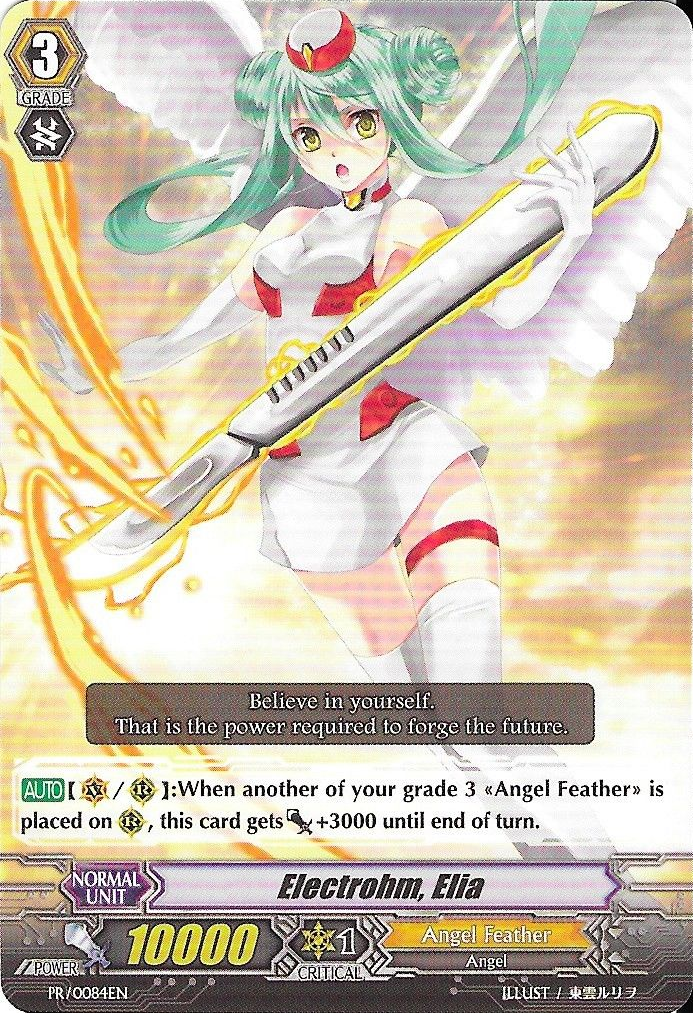 3
GRADE
Believe in yourself.
That is the power required to forge the future.
AUTO【 V / R 】:When another of your grade 3 «Angel Feather» is
placed on R, this card gets +3000 until end of turn.
NORMAL
UNIT
Electrohm, Elia
POWER
10000
1
CRITICAL
Angel Feather
Angel
PR/0084EN
ILLUST / 東雲ルリヲ